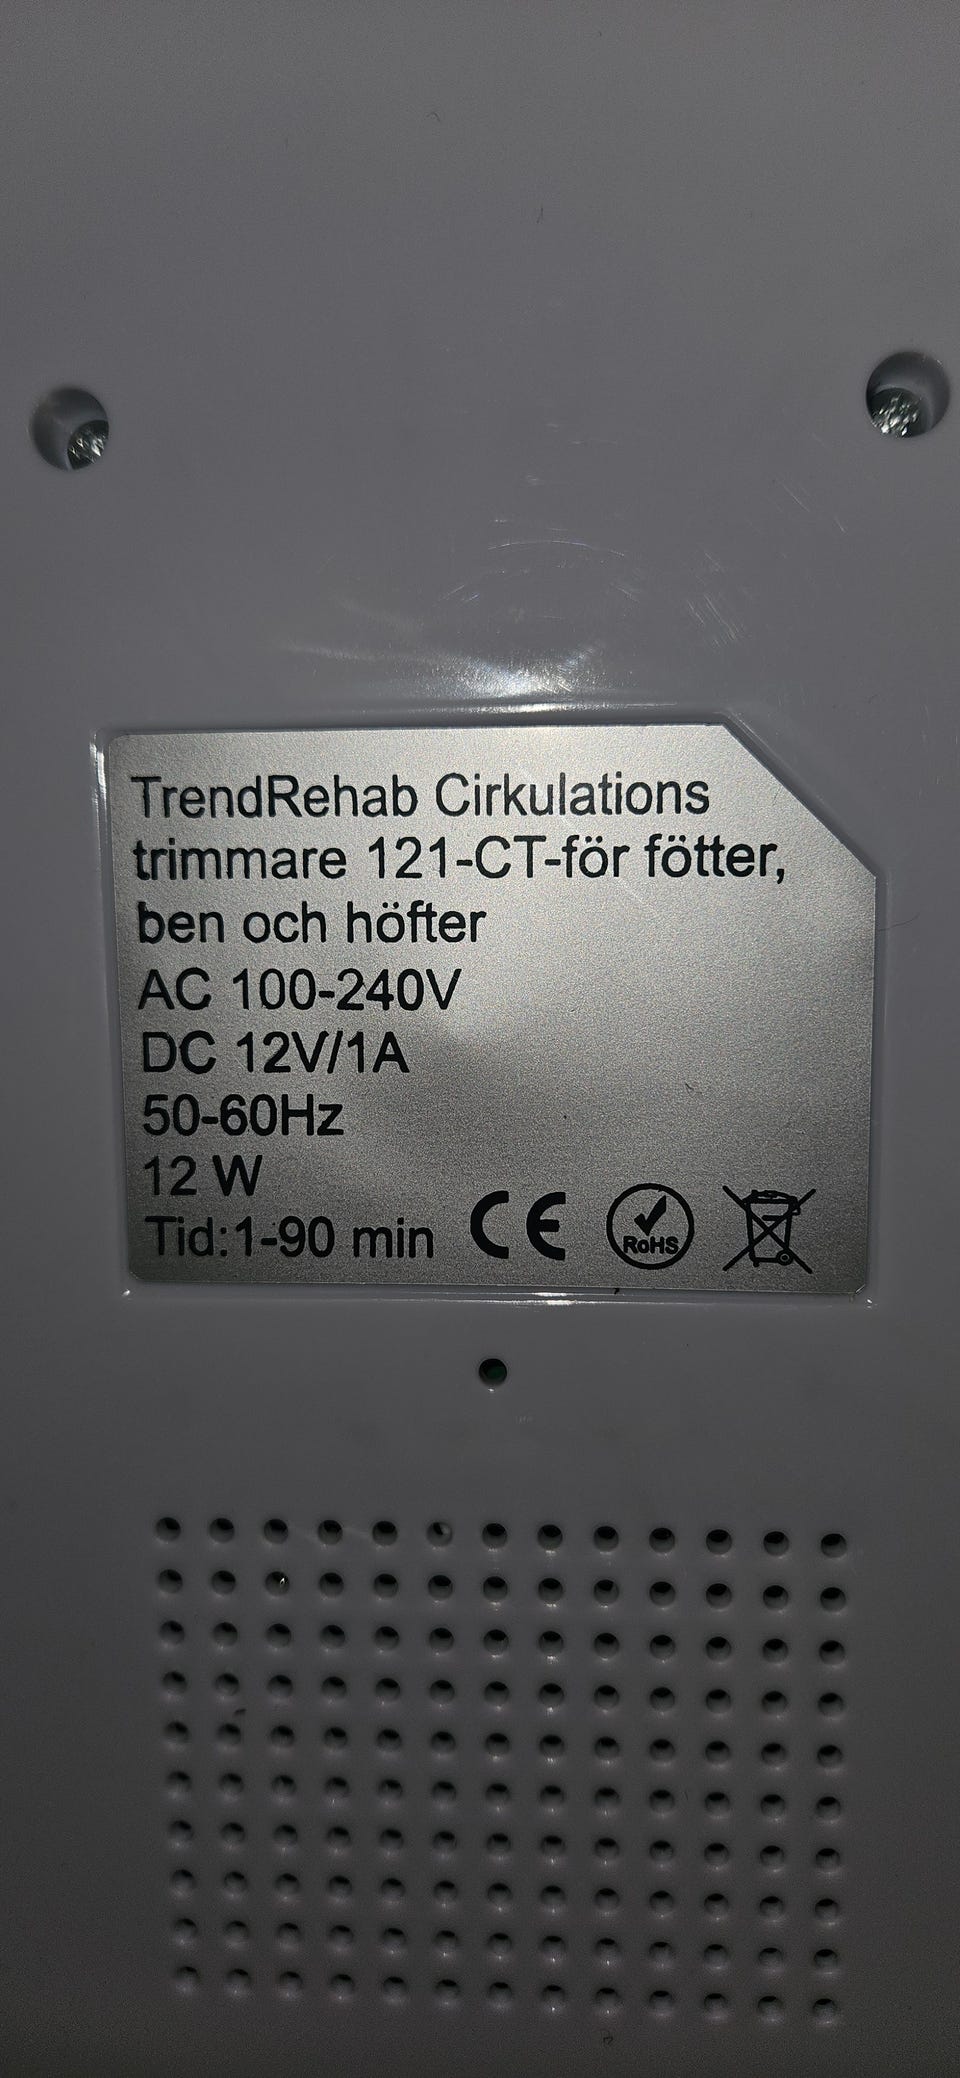 TrendRehab Cirkulations
trimmare 121-CT-för fötter,
ben och höfter
AC 100-240V
DC 12V/1A
50-60Hz
12 W
Tid:1-90 min CE RoHS